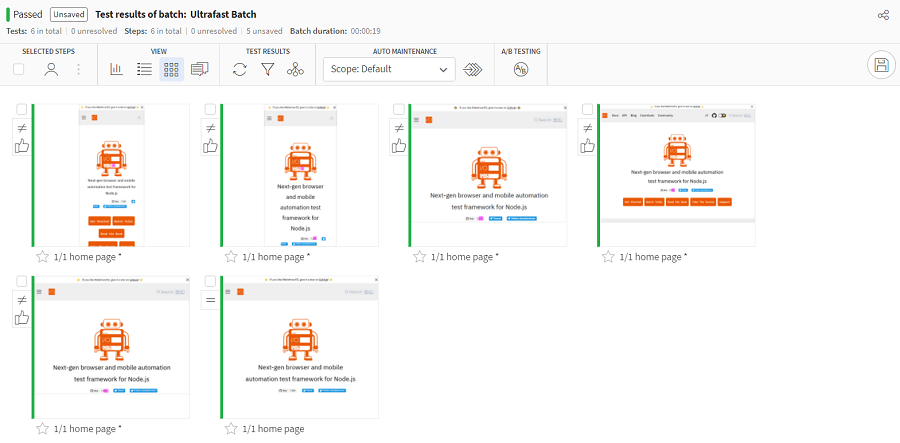 Passed Unsaved Test results of batch: Ultrafast Batch
Tests: 6 in total | 0 unresolved | Steps: 6 in total | 0 unresolved | 5 unsaved Batch duration: 00:00:19
SELECTED STEPS VIEW TEST RESULTS AUTO MAINTENANCE A/B TESTING
Scope: Default
Next-gen browser
and mobile
automation test
framework for
Node.js
Next-gen browser
and mobile
automation test
framework for
Node.js
Next-gen browser and mobile automation
test framework for Node.js
Docs API Blog Contribute Community
Next-gen browser and mobile automation
test framework for Node.js
1/1 home page *
1/1 home page *
1/1 home page *
1/1 home page *
Next-gen browser and mobile automation
test framework for Node.js
Next-gen browser and mobile
automation test framework for Node.js
1/1 home page *
1/1 home page